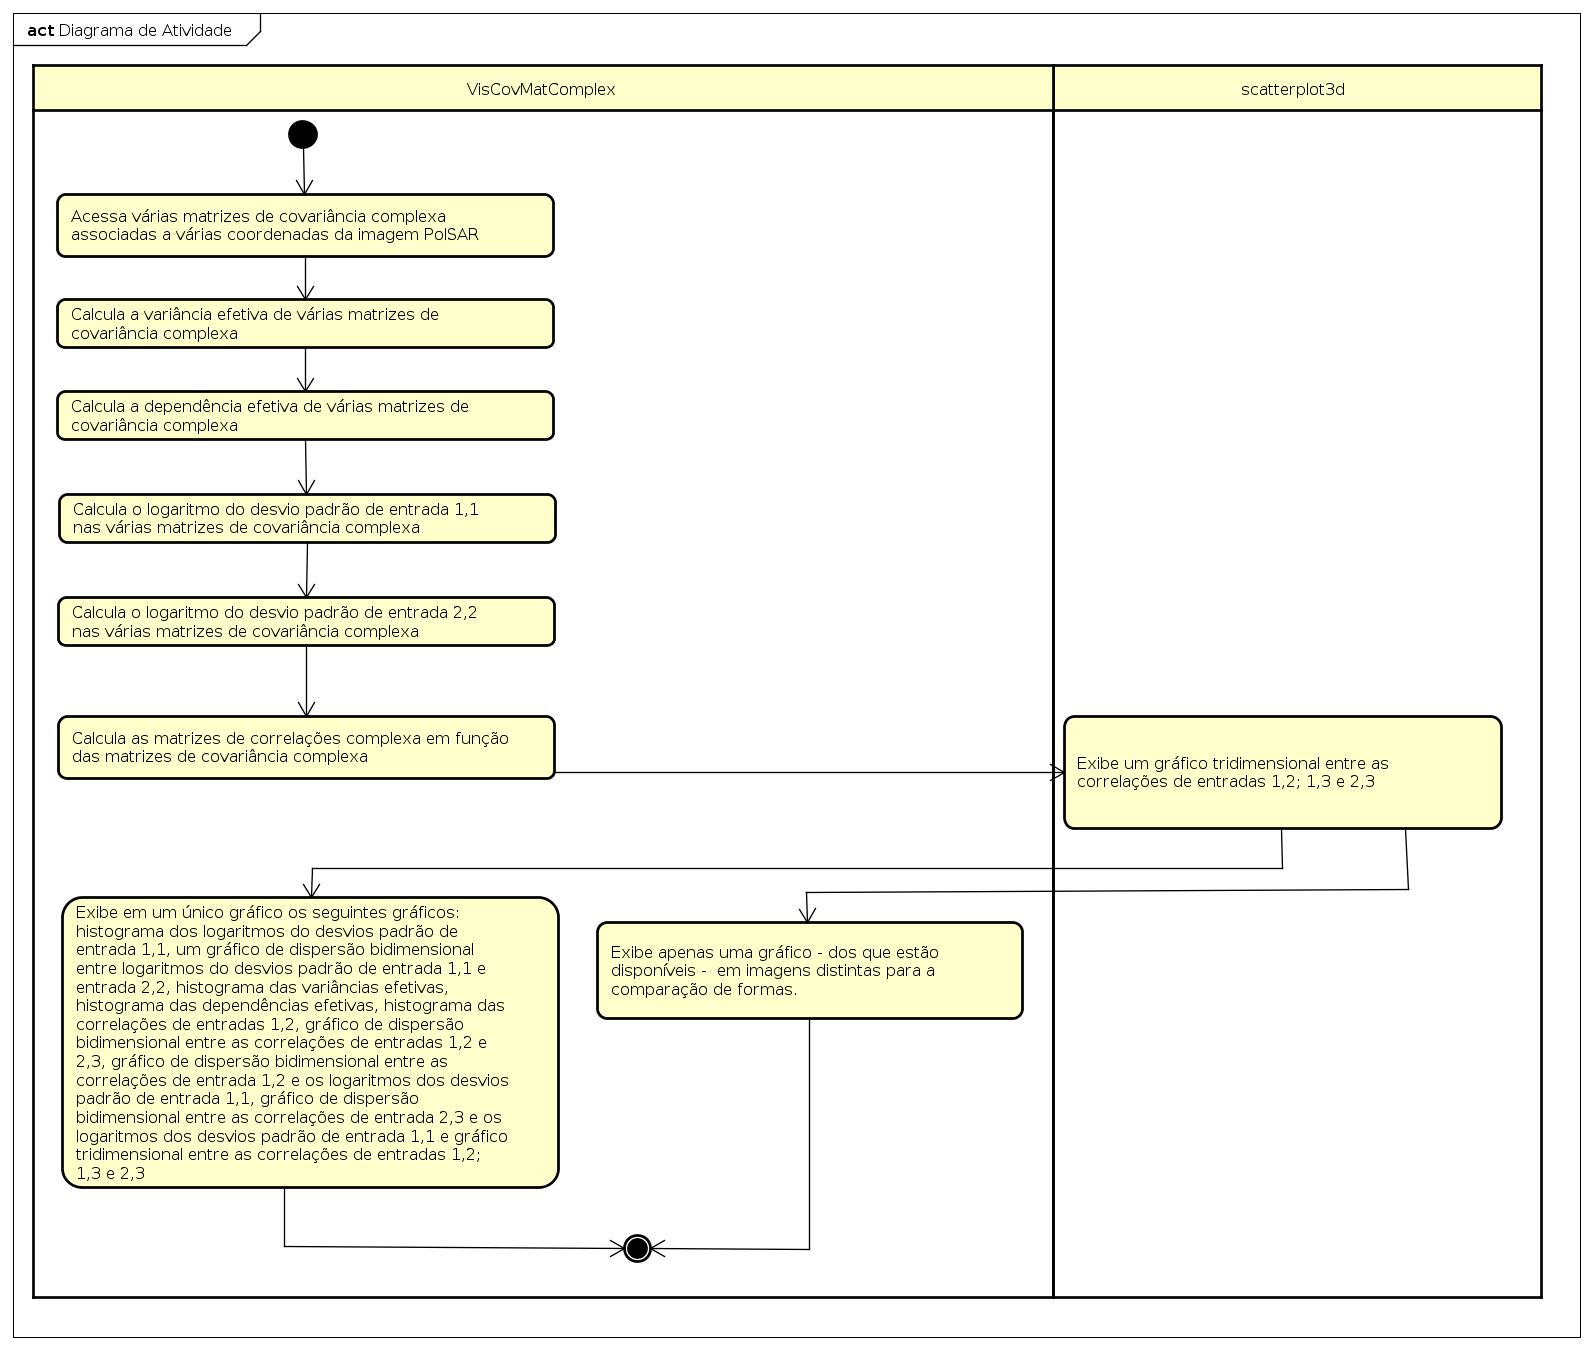 act Diagrama de Atividade
VisCovMatComplex
scatterplot3d
Acessa várias matrizes de covariância complexa
associadas a várias coordenadas da imagem PolSAR
Calcula a variância efetiva de várias matrizes de
covariância complexa
Calcula a dependência efetiva de várias matrizes de
covariância complexa
Calcula o logaritmo do desvio padrão de entrada 1,1
nas várias matrizes de covariância complexa
Calcula o logaritmo do desvio padrão de entrada 2,2
nas várias matrizes de covariância complexa
Calcula as matrizes de correlações complexa em função
das matrizes de covariância complexa
Exibe um gráfico tridimensional entre as
correlações de entradas 1,2; 1,3 e 2,3
Exibe em um único gráfico os seguintes gráficos:
histograma dos logaritmos do desvios padrão de
entrada 1,1, um gráfico de dispersão bidimensional
entre logaritmos do desvios padrão de entrada 1,1 e
entrada 2,2, histograma das variâncias efetivas,
histograma das dependências efetivas, histograma das
correlações de entradas 1,2, gráfico de dispersão
bidimensional entre as correlações de entradas 1,2 e
2,3, gráfico de dispersão bidimensional entre as
correlações de entrada 1,2 e os logaritmos dos desvios
padrão de entrada 1,1, gráfico de dispersão
bidimensional entre as correlações de entrada 2,3 e os
logaritmos dos desvios padrão de entrada 1,1 e gráfico
tridimensional entre as correlações de entradas 1,2;
1,3 e 2,3
Exibe apenas uma gráfico - dos que estão
disponíveis -  em imagens distintas para a
comparação de formas.